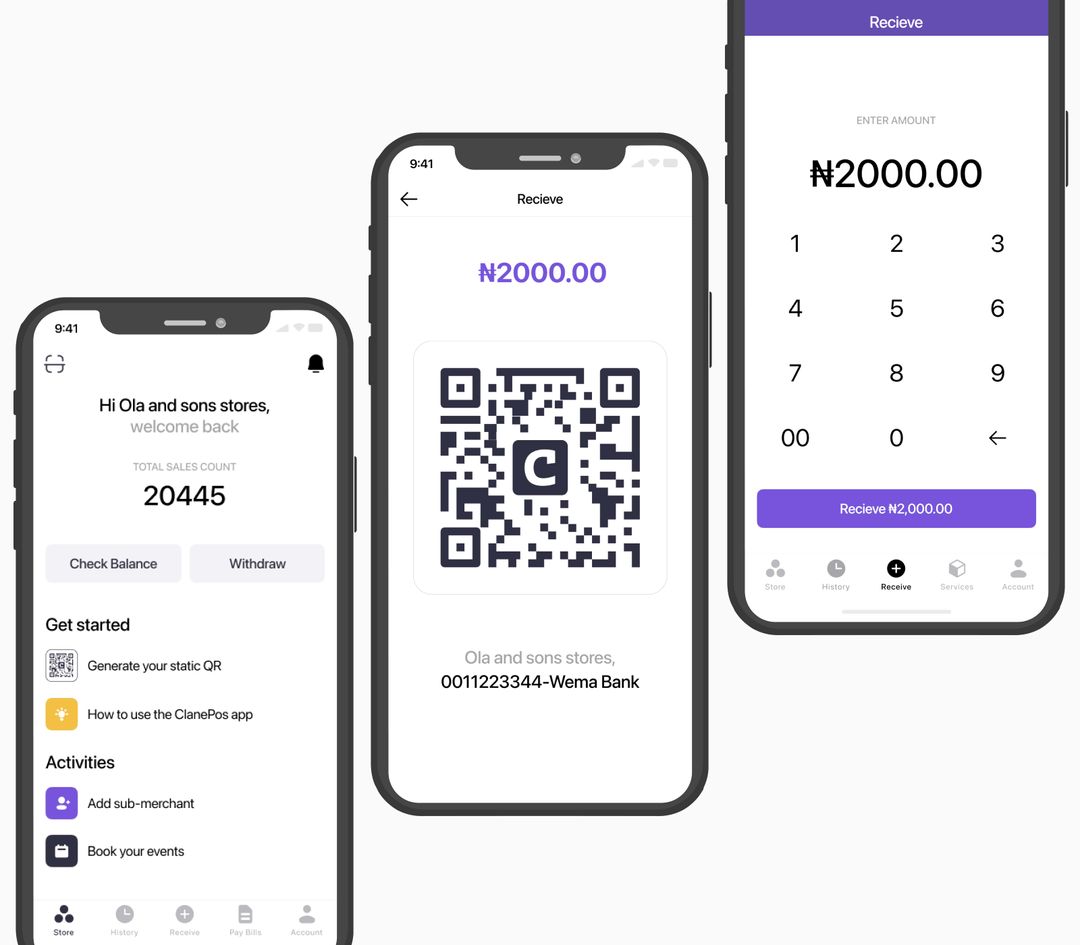 9:41
Hi Ola and sons stores,
welcome back
TOTAL SALES COUNT
20445
Check Balance
Withdraw
Get started
Generate your static QR
How to use the ClanePos app
Activities
Add sub-merchant
Book your events
Store
History
Receive
Pay Bills
Account
9:41
Recieve
₦2000.00
C
Ola and sons stores,
0011223344-Wema Bank
Recieve
ENTER AMOUNT
₦2000.00
1 2 3
4 5 6
7 8 9
00 0
Recieve ₦2,000.00
Store
History
Receive
Services
Account